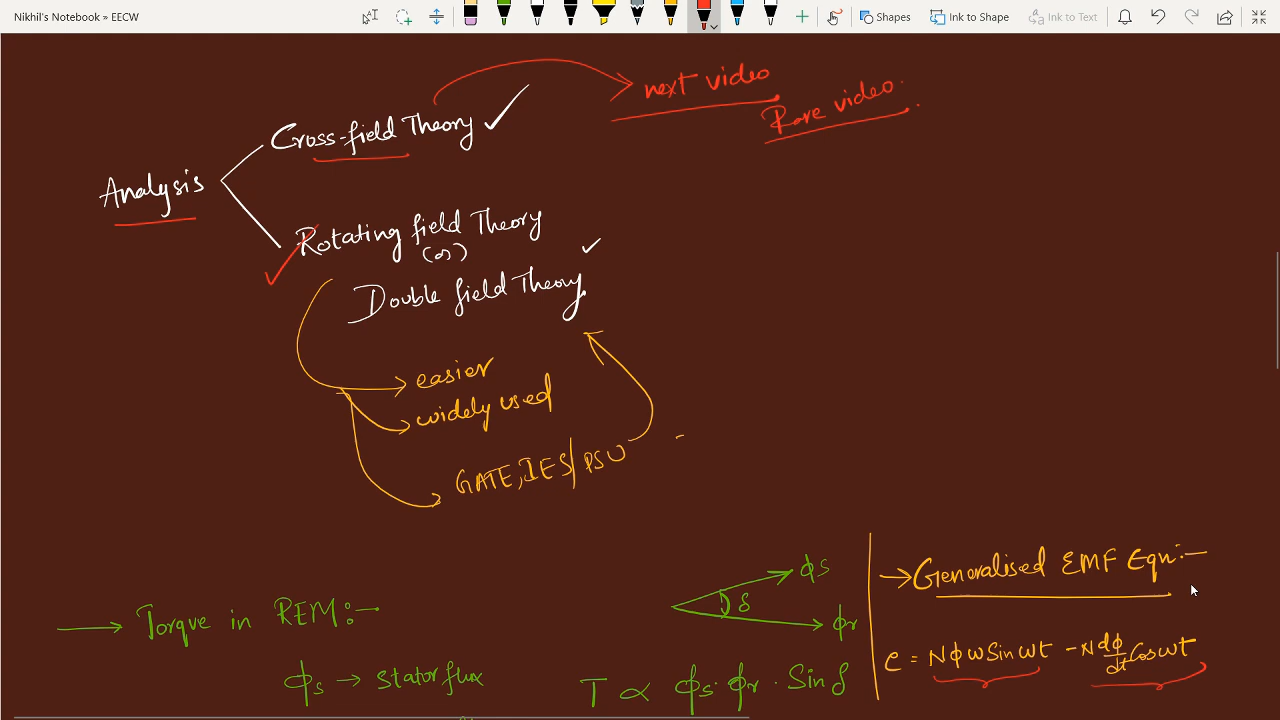 Nikhil's Notebook » EECW
Shapes
Ink to Shape
Ink to Text
next video
Rare video.
Cross-field Theory ✓
Analysis
Rotating field Theory
(or)
Double field Theory
easier
widely used
GATE, IES/PSU
→ Generalised EMF Eqn:-
e = Nϕω Sin ωt - N dϕ/dt Cos ωt
→ Torque in REM:-
ϕs
δ
ϕr
ϕs → Stator flux
T ∝ ϕs . ϕr . Sin δ